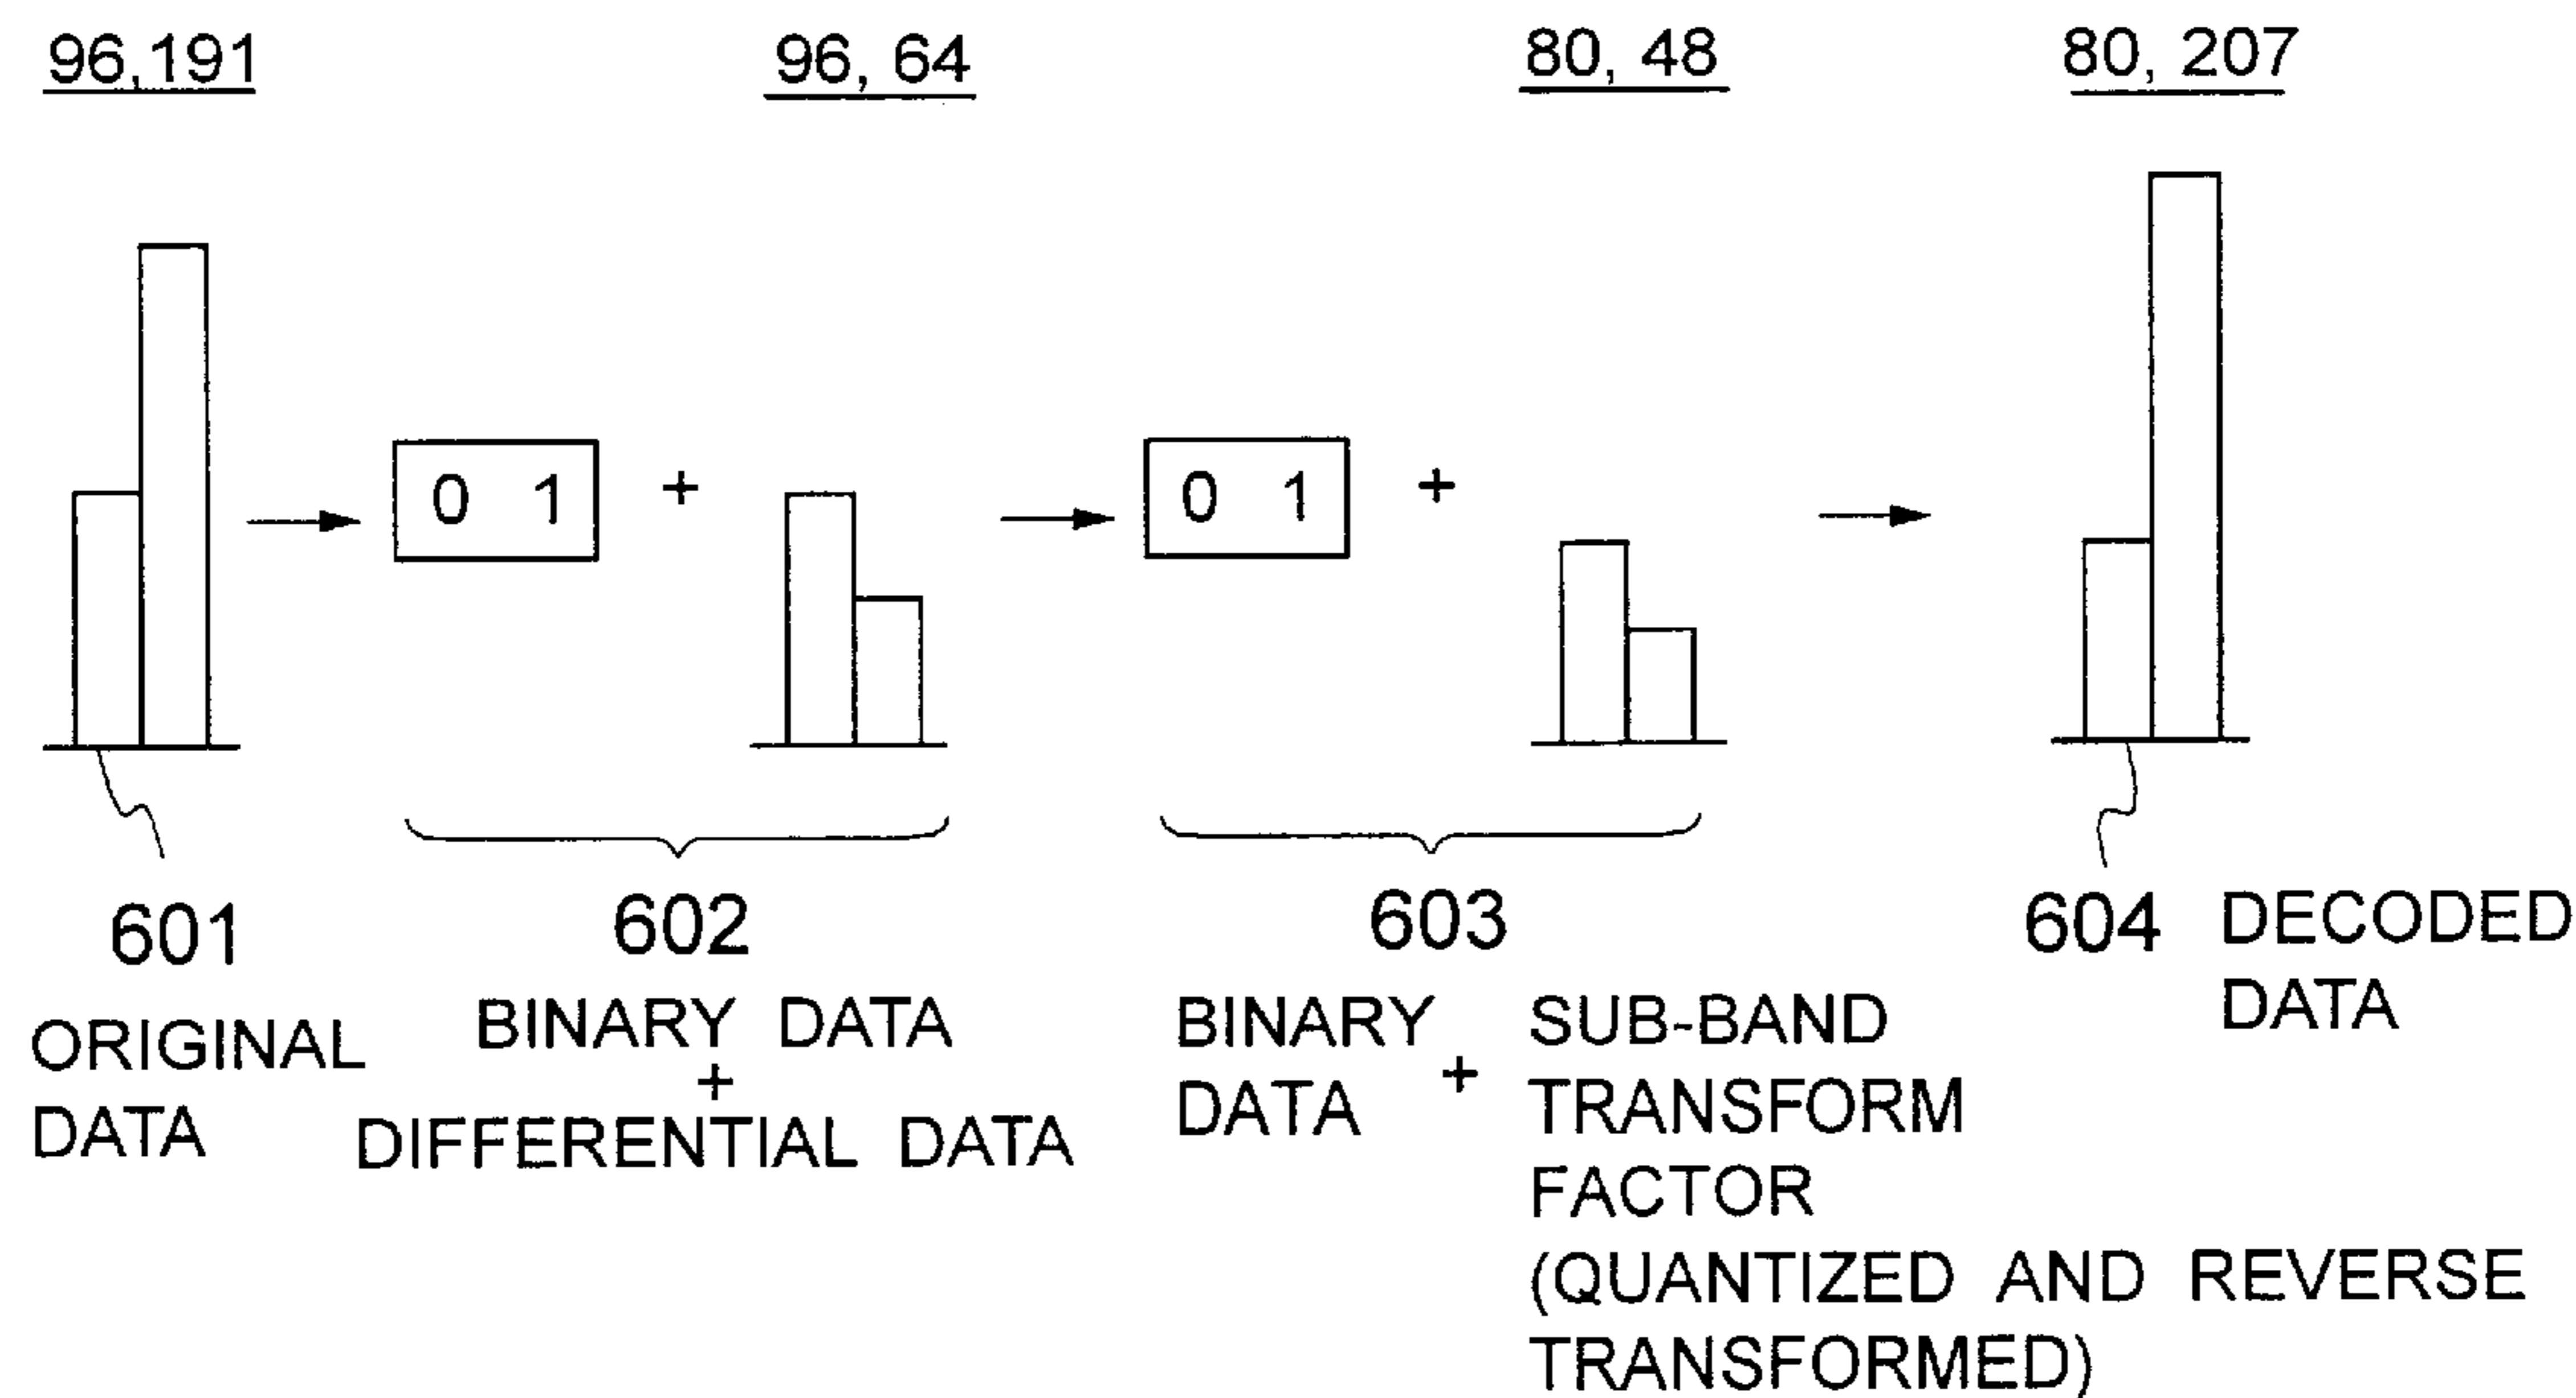 96,191
96, 64
80, 48
80, 207
0 1
+
0 1
+
601
ORIGINAL
DATA
602
BINARY DATA
+
DIFFERENTIAL DATA
603
BINARY
DATA
+
SUB-BAND
TRANSFORM
FACTOR
(QUANTIZED AND REVERSE
TRANSFORMED)
604 DECODED
DATA